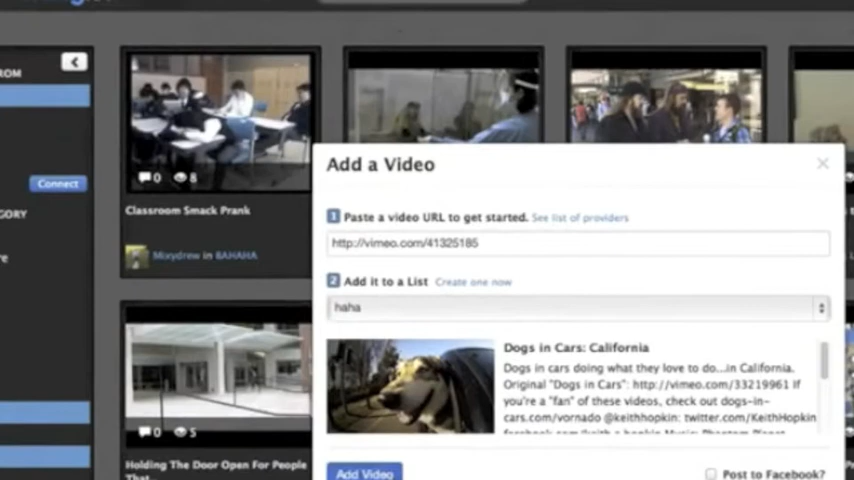 ROM
Connect
GORY
re
0 8
Classroom Smack Prank
Mixydrew in 8AHAHA
0 5
Holding The Door Open For People
That...
Add a Video
1 Paste a video URL to get started. See list of providers
http://vimeo.com/41325185
2 Add it to a List Create one now
haha
Dogs in Cars: California
Dogs in cars doing what they love to do...in California.
Original "Dogs in Cars": http://vimeo.com/33219961 If
you're a "fan" of these videos, check out dogs-in-
cars.com/vornado @keithhopkin: twitter.com/KeithHopkin
Add Video
Post to Facebook?